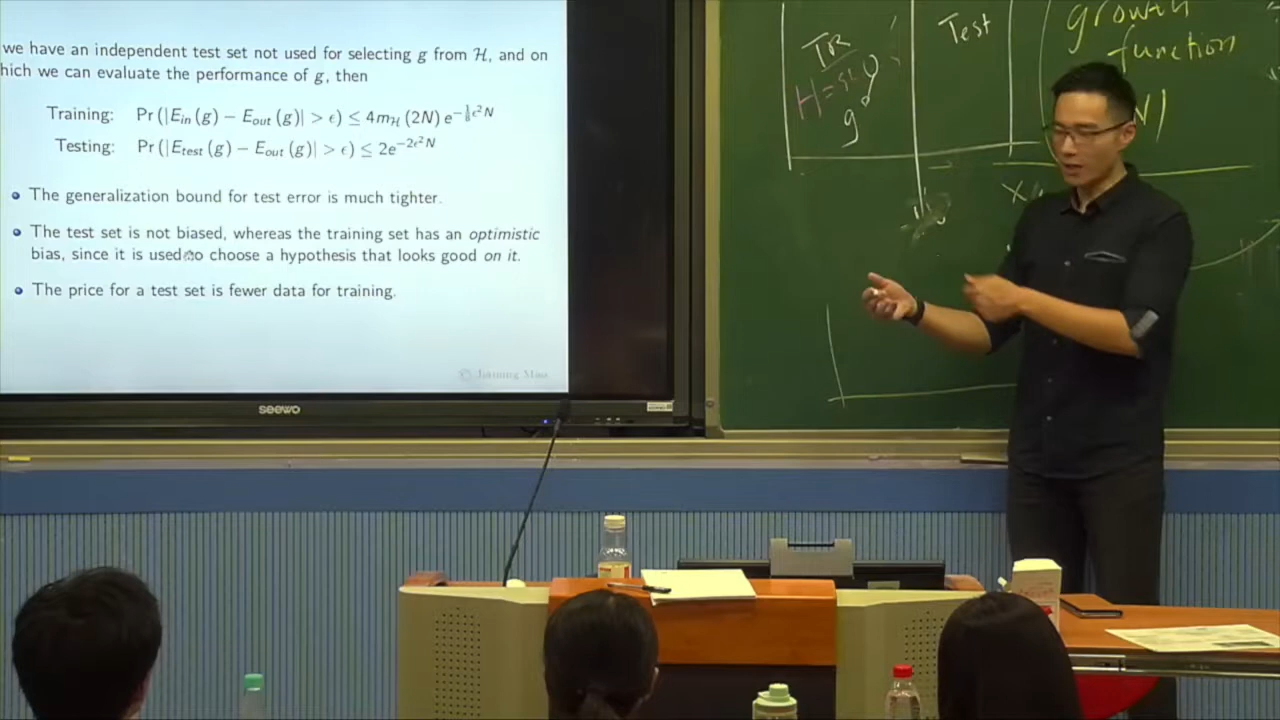 we have an independent test set not used for selecting g from ℋ, and on
hich we can evaluate the performance of g, then
Training: Pr (|E_in (g) − E_out (g)| > ϵ) ≤ 4m_ℋ (2N) e^{−⅛ϵ²N}
Testing: Pr (|E_test (g) − E_out (g)| > ϵ) ≤ 2e^{−2ϵ²N}
The generalization bound for test error is much tighter.
The test set is not biased, whereas the training set has an optimistic
bias, since it is used to choose a hypothesis that looks good on it.
The price for a test set is fewer data for training.
seewo
Test
growth
function
g